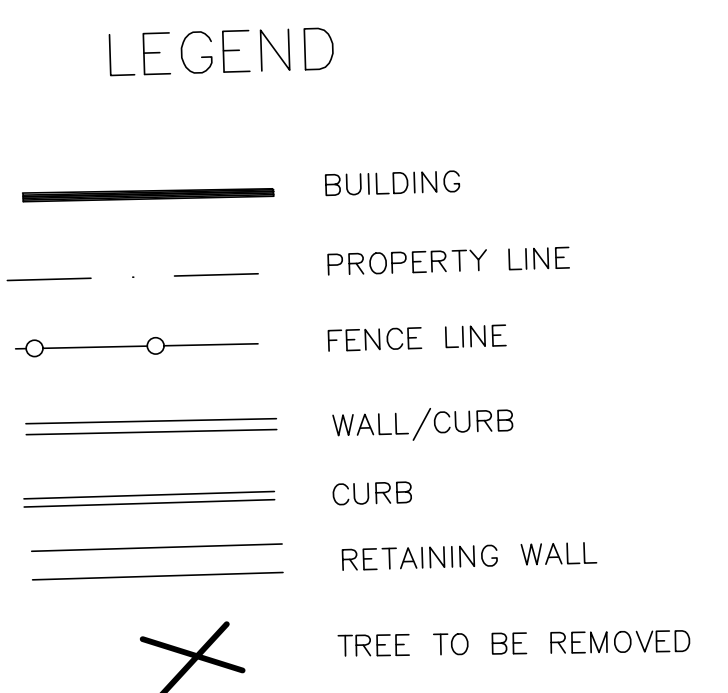 LEGEND
BUILDING
PROPERTY LINE
FENCE LINE
WALL/CURB
CURB
RETAINING WALL
TREE TO BE REMOVED